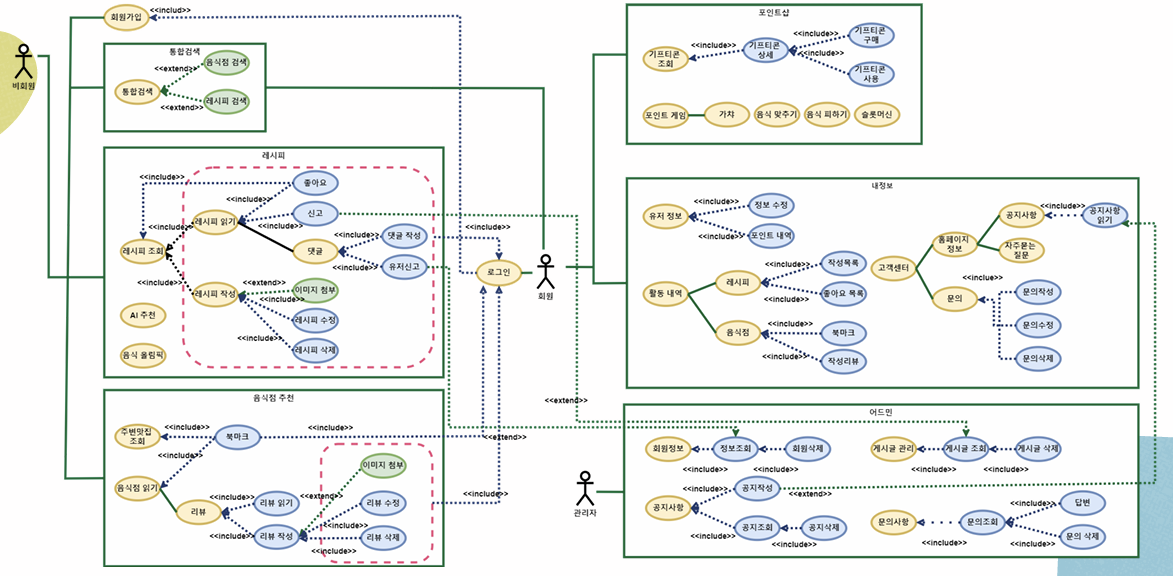 회원가입
<<include>>
비회원
통합검색
통합검색
<<extend>>
음식점 검색
<<extend>>
레시피 검색
레시피
<<include>>
좋아요
<<include>>
레시피 읽기
신고
<<include>>
레시피 조회
댓글
<<include>>
댓글 작성
<<include>>
유저신고
<<include>>
레시피 작성
<<extend>>
이미지 첨부
<<include>>
레시피 수정
<<include>>
레시피 삭제
AI 추천
음식 올림픽
<<include>>
로그인
회원
음식점 추천
주변맛집
조회
<<include>>
북마크
<<include>>
<<include>>
음식점 읽기
리뷰
<<include>>
리뷰 읽기
<<include>>
리뷰 작성
이미지 첨부
<<extend>>
리뷰 수정
<<include>>
리뷰 삭제
<<include>>
<<extend>>
<<include>>
<<extend>>
포인트샵
기프티콘
조회
<<include>>
기프티콘
상세
<<include>>
기프티콘
구매
<<include>>
기프티콘
사용
포인트 게임
가챠
음식 맞추기
음식 피하기
슬롯머신
내정보
유저 정보
<<include>>
정보 수정
<<include>>
포인트 내역
활동 내역
레시피
<<include>>
작성목록
<<include>>
좋아요 목록
음식점
<<include>>
북마크
<<include>>
작성리뷰
고객센터
홈페이지
정보
공지사항
<<include>>
공지사항
읽기
자주묻는
질문
문의
<<include>>
문의작성
문의수정
문의삭제
관리자
어드민
회원정보
<<include>>
정보조회
<<include>>
회원삭제
게시글 관리
<<include>>
게시글 조회
<<include>>
게시글 삭제
공지사항
<<include>>
공지작성
<<extend>>
<<include>>
공지조회
<<include>>
공지삭제
문의사항
<<include>>
문의조회
<<include>>
답변
<<include>>
문의 삭제